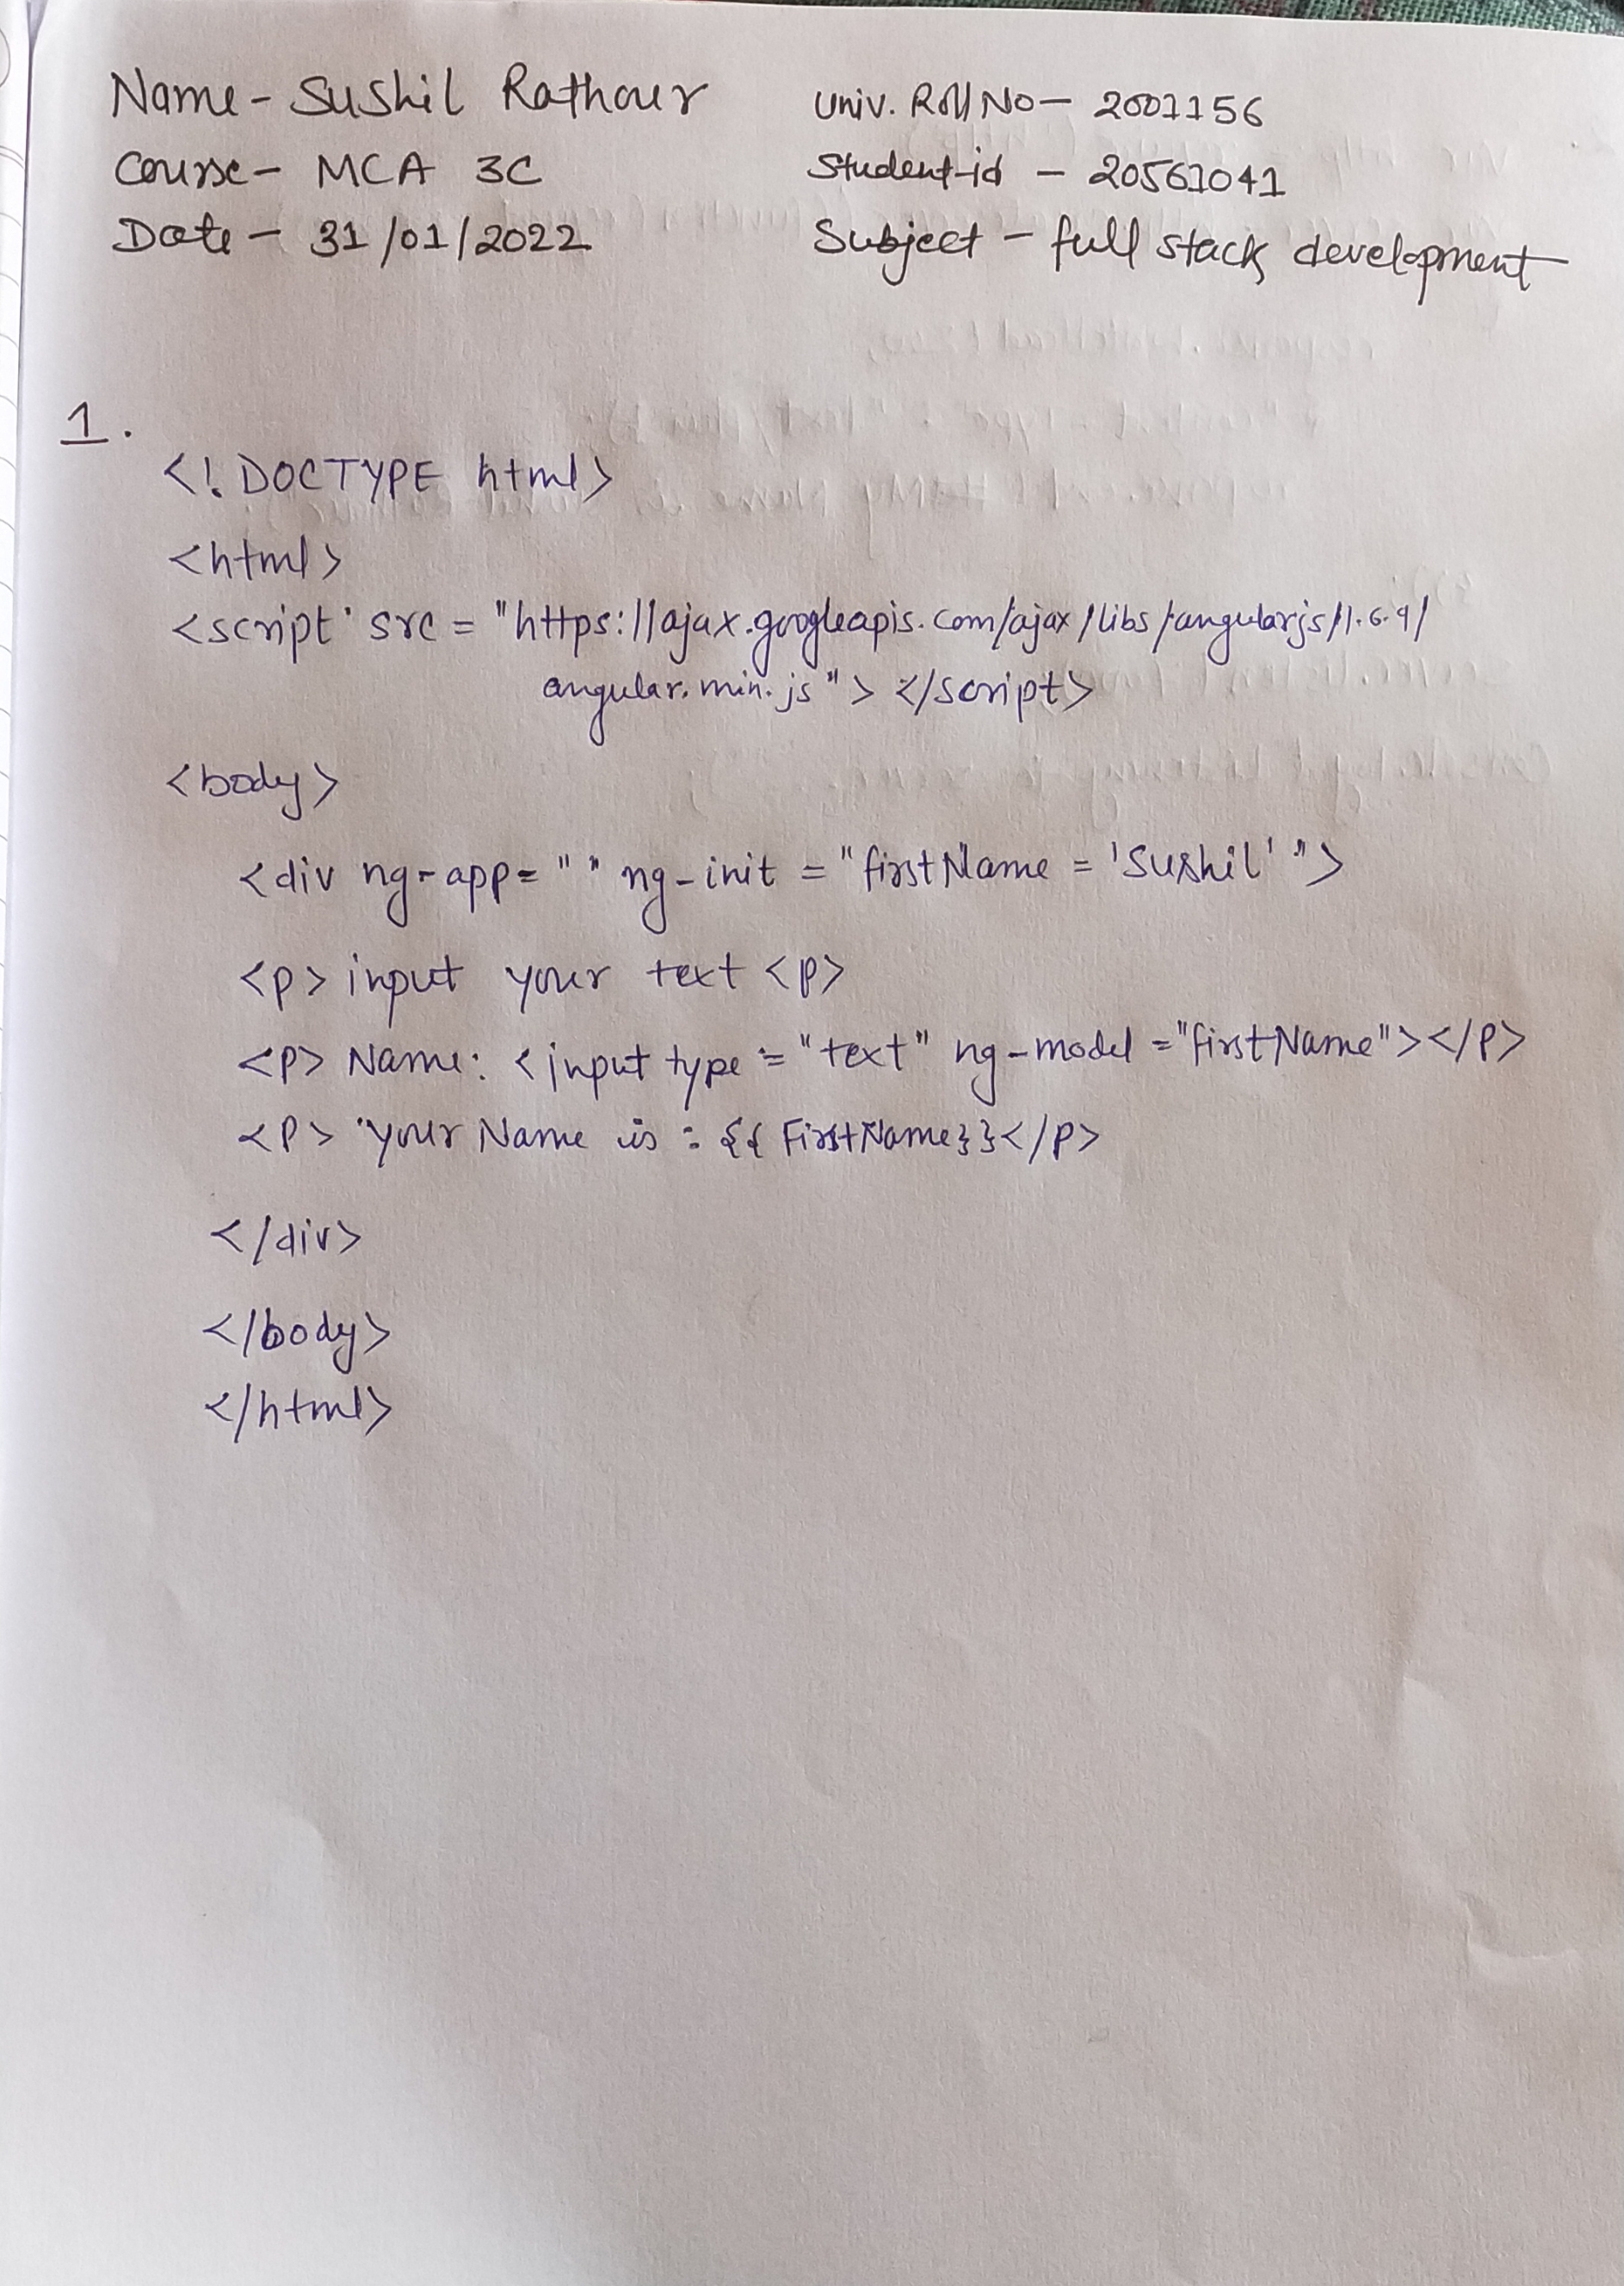 Name - Sushil Rathour
Univ. Roll No - 2001156
Course - MCA 3C
Student-id - 20561041
Date - 31/01/2022
Subject - full stack development
1.
<!DOCTYPE html>
<html>
<script src = "https://ajax.googleapis.com/ajax/libs/angularjs/1.6.9/
angular.min.js"> </script>
<body>
<div ng-app=" " ng-init = "firstName = 'Sushil' ">
<p> input your text <p>
<p> Name: <input type = "text" ng-model = "firstName"></p>
<p> your Name is : {{ FirstName}}</p>
</div>
</body>
</html>